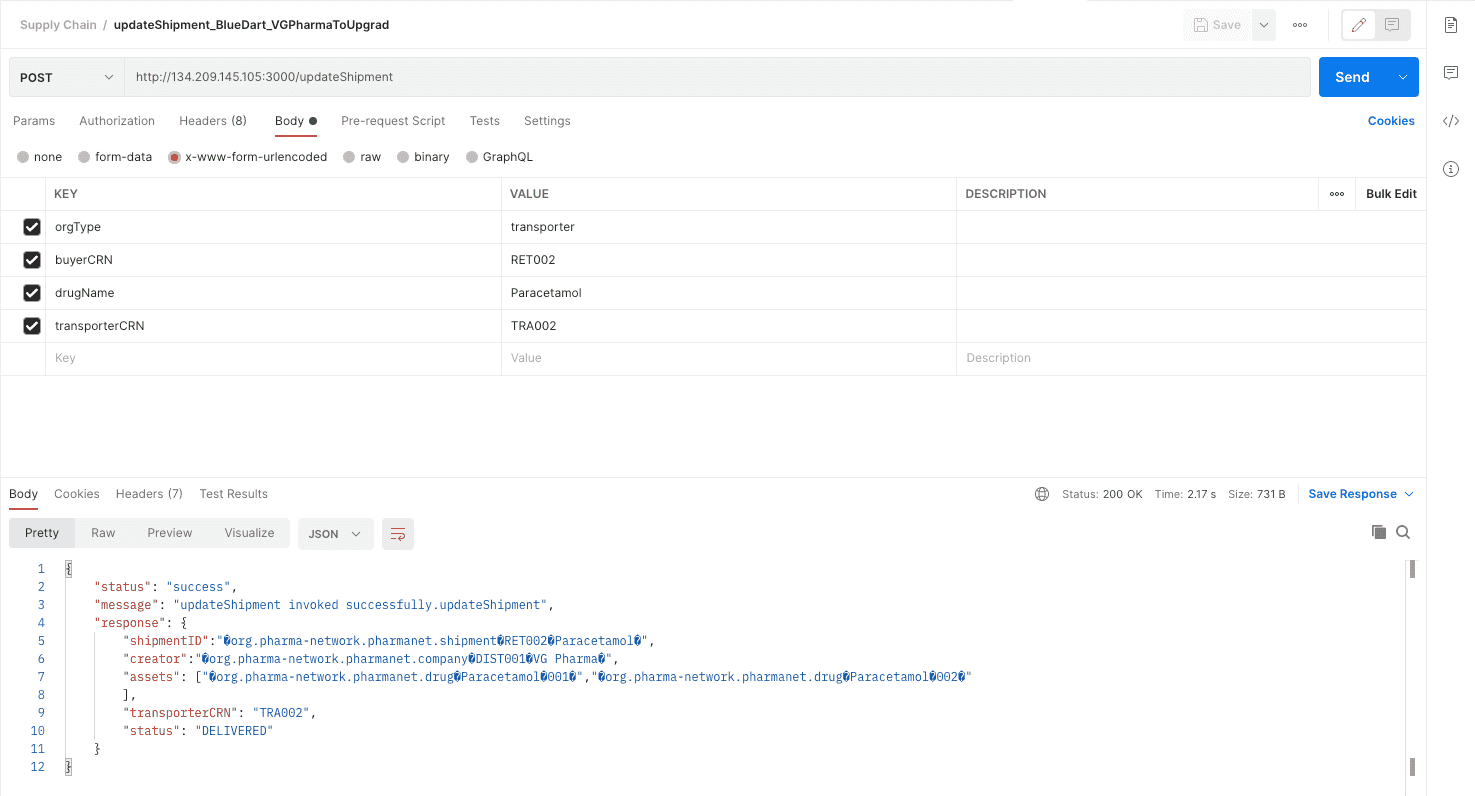 Supply Chain / updateShipment_BlueDart_VGPharmaToUpgrad
Save
POST http://134.209.145.105:3000/updateShipment Send
Params Authorization Headers (8) Body Pre-request Script Tests Settings Cookies
none form-data x-www-form-urlencoded raw binary GraphQL
KEY VALUE DESCRIPTION Bulk Edit
orgType transporter
buyerCRN RET002
drugName Paracetamol
transporterCRN TRA002
Key Value Description
Body Cookies Headers (7) Test Results Status: 200 OK Time: 2.17 s Size: 731 B Save Response
Pretty Raw Preview Visualize JSON
1 {
2 "status": "success",
3 "message": "updateShipment invoked successfully.updateShipment",
4 "response": {
5 "shipmentID":"�org.pharma-network.pharmanet.shipment�RET002�Paracetamol�",
6 "creator":"�org.pharma-network.pharmanet.company�DIST001�VG Pharma�",
7 "assets": ["�org.pharma-network.pharmanet.drug�Paracetamol�001�","�org.pharma-network.pharmanet.drug�Paracetamol�002�"
8 ],
9 "transporterCRN": "TRA002",
10 "status": "DELIVERED"
11 }
12 }